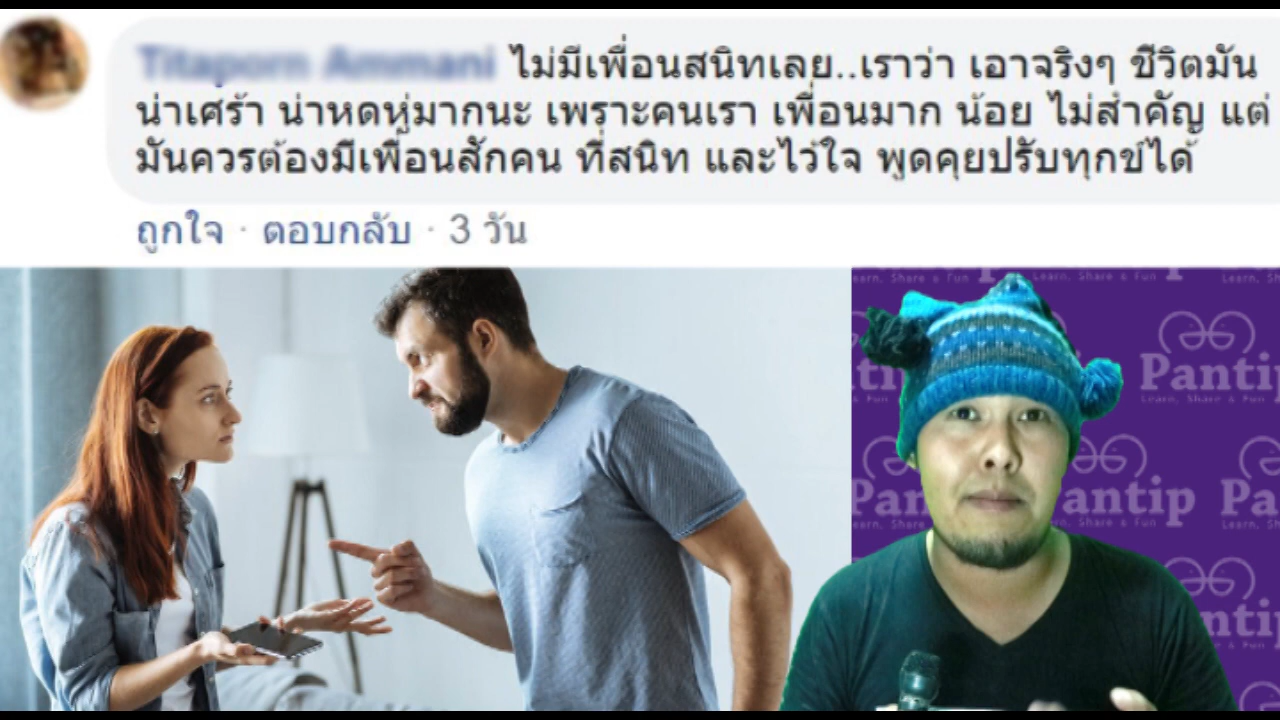 ไม่มีเพื่อนสนิทเลย..เราว่า เอาจริงๆ ชีวิตมัน
น่าเศร้า น่าหดหู่มากนะ เพราะคนเรา เพื่อนมาก น้อย ไม่สำคัญ แต่
มันควรต้องมีเพื่อนสักคน ที่สนิท และไว้ใจ พูดคุยปรับทุกข์ได้
ถูกใจ · ตอบกลับ · 3 วัน
Learn, Share & Fun
Pantip
Learn, Share & Fun
Pantip